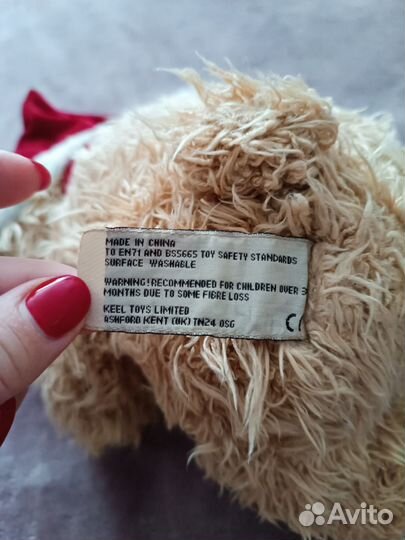 MADE IN CHINA
TO EN71 AND BS5665 TOY SAFETY STANDARDS
SURFACE WASHABLE
WARNING! RECOMMENDED FOR CHILDREN OVER 3
MONTHS DUE TO SOME FIBRE LOSS
KEEL TOYS LIMITED
ASHFORD KENT (UK) TN24 0SG
Avito